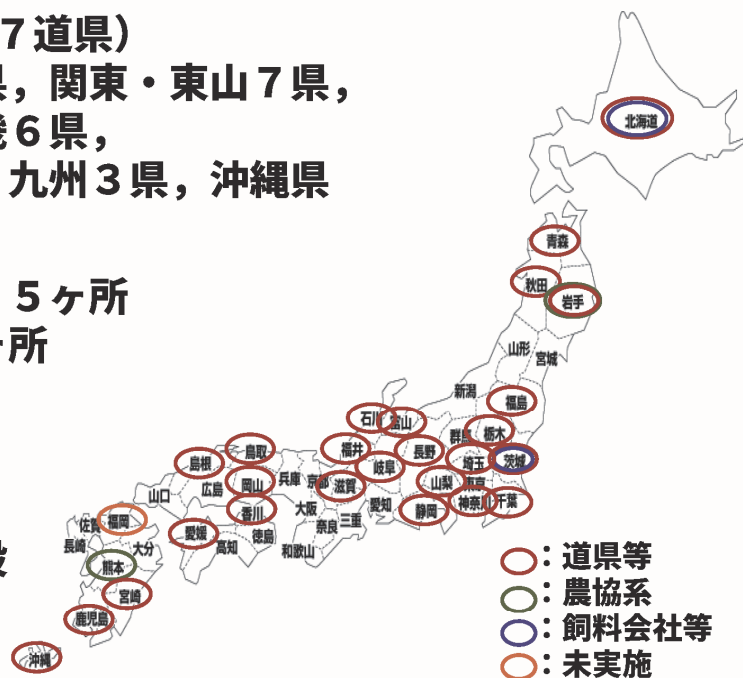 ７道県）
県，関東・東山７県，
畿６県，
九州３県，沖縄県
５ヶ所
ヶ所
設
北海道
青森
秋田
岩手
山形
宮城
新潟
福島
石川
富山
群馬
栃木
福井
長野
岐阜
埼玉
茨城
鳥取
島根
兵庫
京都
滋賀
山梨
東京
広島
岡山
山口
大阪
愛知
静岡
神奈川
千葉
香川
奈良
三重
福岡
佐賀
愛媛
徳島
高知
和歌山
長崎
大分
熊本
宮崎
鹿児島
沖縄
：道県等
：農協系
：飼料会社等
：未実施